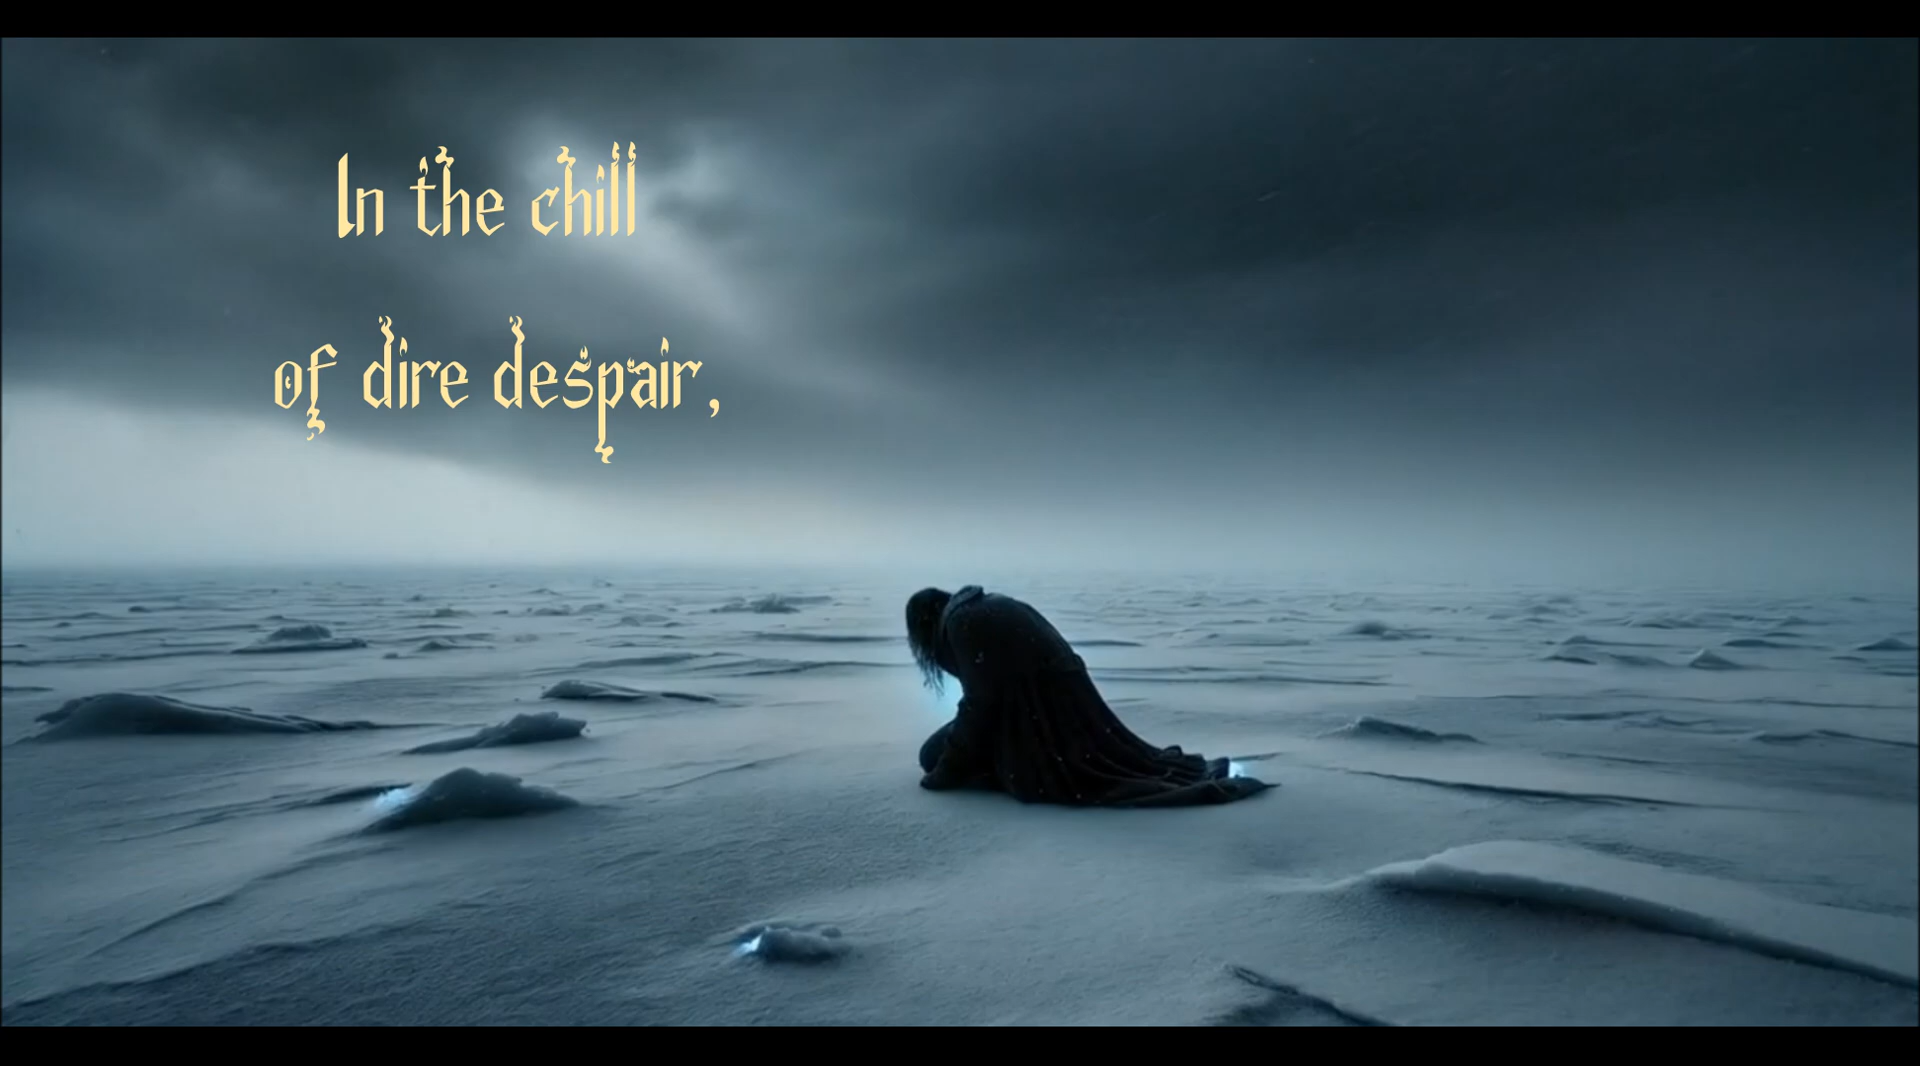 In the chill
of dire despair,